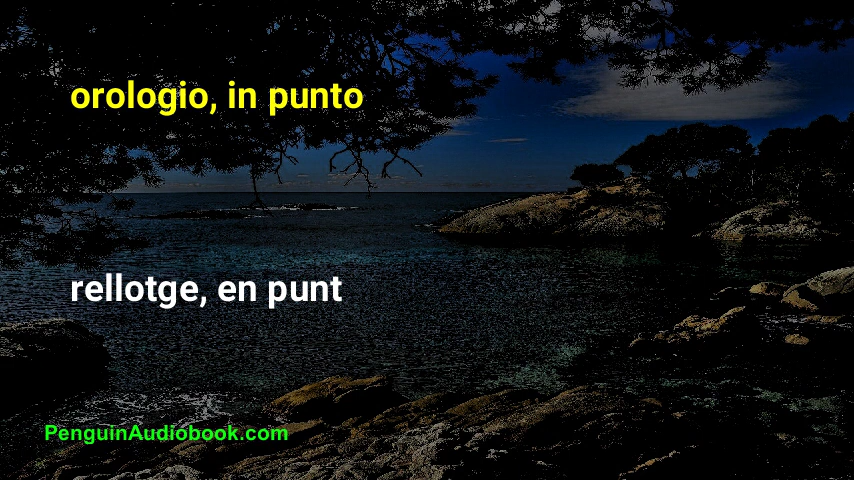 orologio, in punto
rellotge, en punt
PenguinAudiobook.com